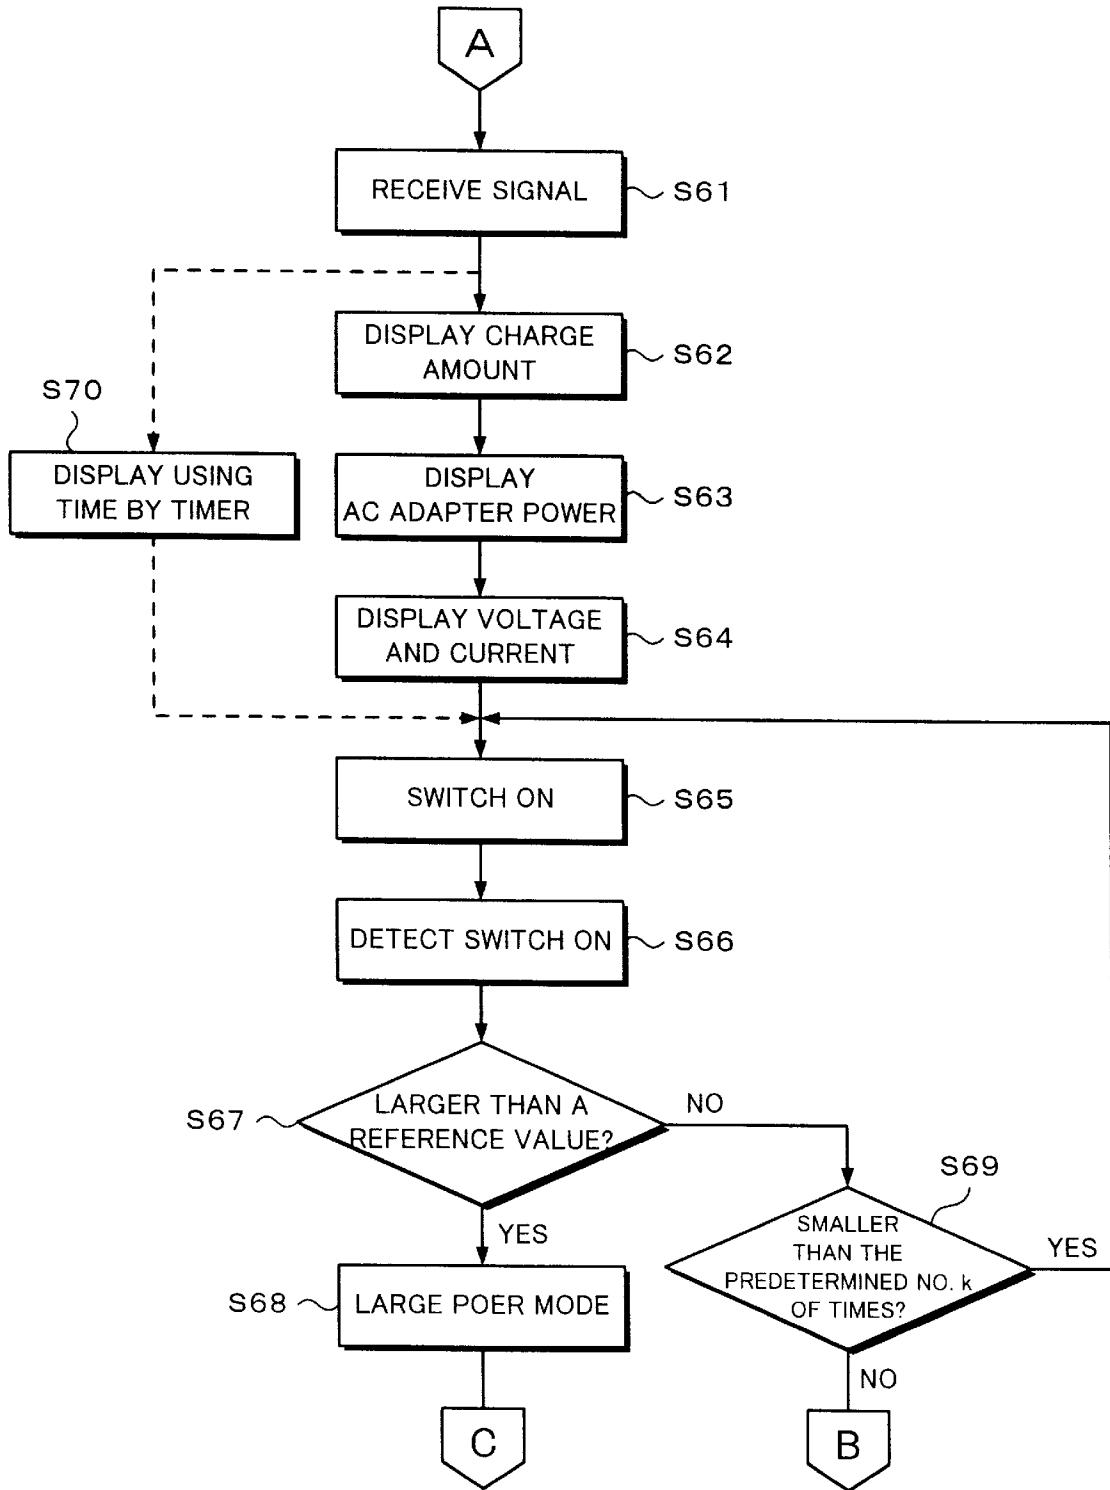 A
RECEIVE SIGNAL
S61
DISPLAY CHARGE
AMOUNT
S62
S70
DISPLAY USING
TIME BY TIMER
DISPLAY
AC ADAPTER POWER
S63
DISPLAY VOLTAGE
AND CURRENT
S64
SWITCH ON
S65
DETECT SWITCH ON
S66
S67
LARGER THAN A
REFERENCE VALUE?
NO
YES
S69
SMALLER
THAN THE
PREDETERMINED NO. k
OF TIMES?
YES
NO
S68
LARGE POER MODE
C
B